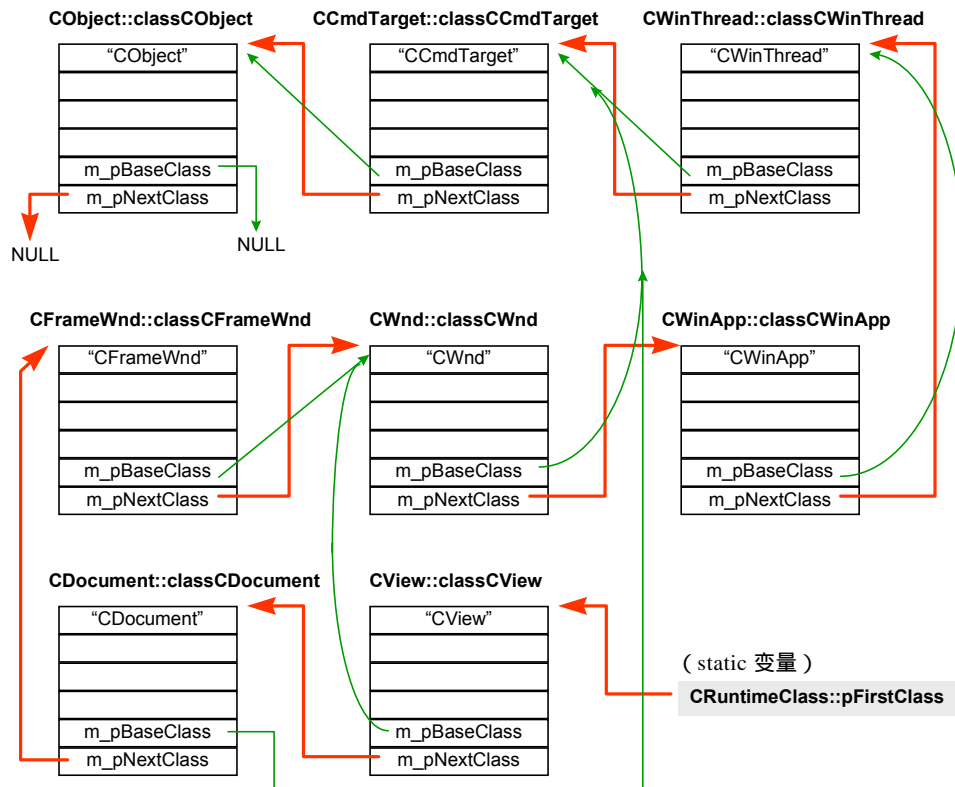 CObject::classCObject
“CObject”
m_pBaseClass
m_pNextClass
NULL
NULL
CCmdTarget::classCCmdTarget
“CCmdTarget”
m_pBaseClass
m_pNextClass
CWinThread::classCWinThread
“CWinThread”
m_pBaseClass
m_pNextClass
CFrameWnd::classCFrameWnd
“CFrameWnd”
m_pBaseClass
m_pNextClass
CWnd::classCWnd
“CWnd”
m_pBaseClass
m_pNextClass
CWinApp::classCWinApp
“CWinApp”
m_pBaseClass
m_pNextClass
CDocument::classCDocument
“CDocument”
m_pBaseClass
m_pNextClass
CView::classCView
“CView”
m_pBaseClass
m_pNextClass
（static 变量）
CRuntimeClass::pFirstClass